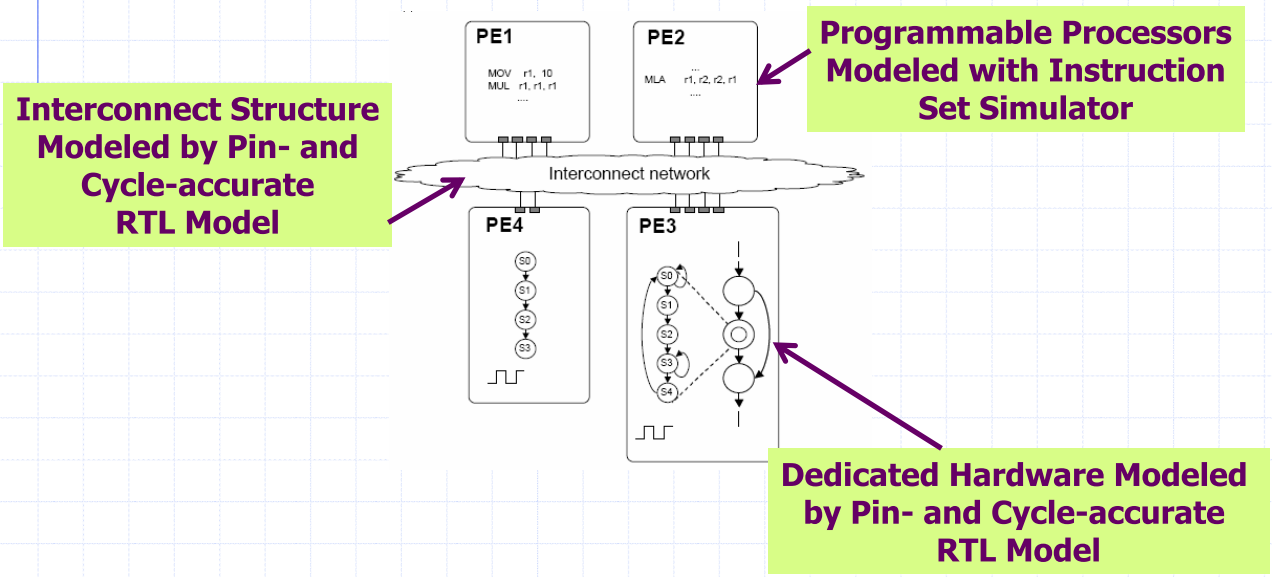 PE1
MOV r1, 10
MUL r1, r1, r1
....
PE2
...
MLA r1, r2, r2, r1
....
Programmable Processors
Modeled with Instruction
Set Simulator
Interconnect Structure
Modeled by Pin- and
Cycle-accurate
RTL Model
Interconnect network
PE4
S0
S1
S2
S3
PE3
S0
S1
S2
S3
S4
Dedicated Hardware Modeled
by Pin- and Cycle-accurate
RTL Model